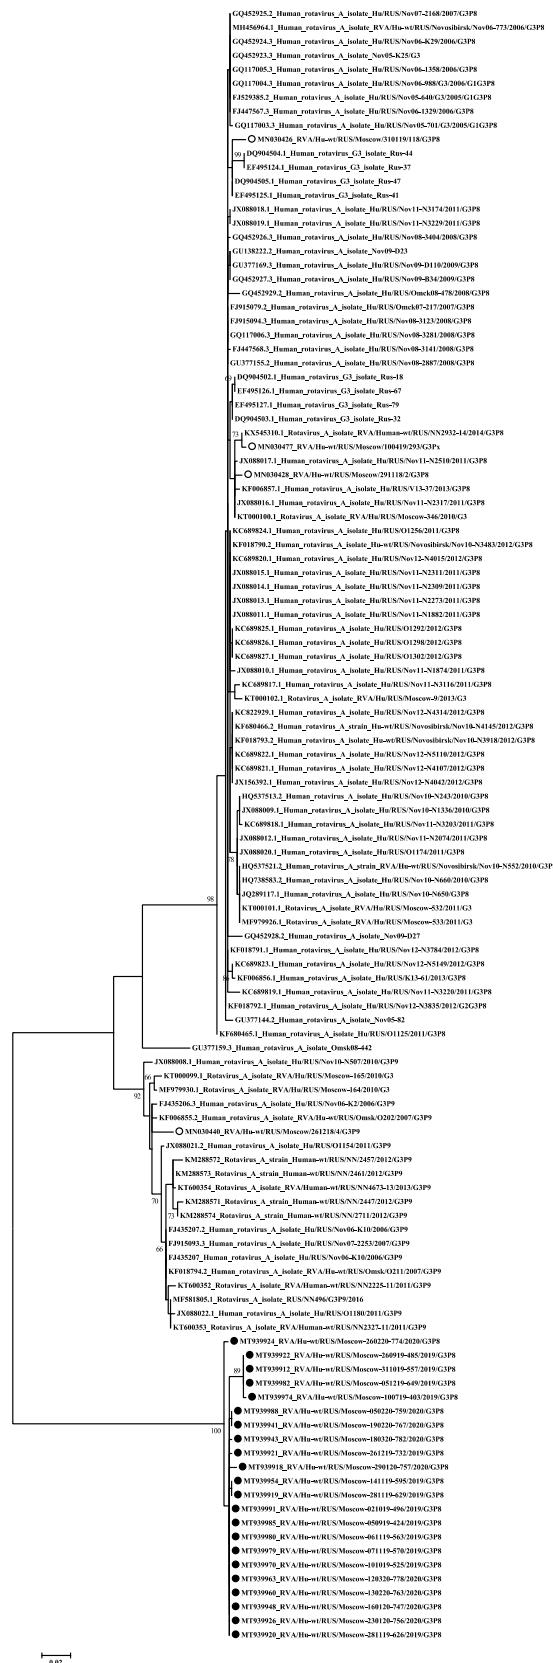 GQ452925.2_Human_rotavirus_A_isolate_Hu/RUS/Nov07-2168/2007/G3P8
MH456964.1_Human_rotavirus_A_isolate_RVA/Hu-wt/RUS/Novosibirsk/Nov06-773/2006/G3P8
GQ452924.3_Human_rotavirus_A_isolate_Hu/RUS/Nov06-K29/2006/G3P8
GQ452923.3_Human_rotavirus_A_isolate_Nov05-K25/G3
GQ117005.3_Human_rotavirus_A_isolate_Hu/RUS/Nov06-1358/2006/G3P8
GQ117004.3_Human_rotavirus_A_isolate_Hu/RUS/Nov06-988/G3/2006/G1G3P8
FJ529385.2_Human_rotavirus_A_isolate_Hu/RUS/Nov05-640/G3/2005/G1G3P8
FJ447567.3_Human_rotavirus_A_isolate_Hu/RUS/Nov06-1329/2006/G3P8
GQ117003.3_Human_rotavirus_A_isolate_Hu/RUS/Nov05-701/G3/2005/G1G3P8
MN030426_RVA/Hu-wt/RUS/Moscow/310119/118/G3P8
99
DQ904504.1_Human_rotavirus_G3_isolate_Rus-44
EF495124.1_Human_rotavirus_G3_isolate_Rus-37
DQ904505.1_Human_rotavirus_G3_isolate_Rus-47
EF495125.1_Human_rotavirus_G3_isolate_Rus-41
JX088018.1_Human_rotavirus_A_isolate_Hu/RUS/Nov11-N3174/2011/G3P8
JX088019.1_Human_rotavirus_A_isolate_Hu/RUS/Nov11-N3229/2011/G3P8
GQ452926.3_Human_rotavirus_A_isolate_Hu/RUS/Nov08-3404/2008/G3P8
GU138222.2_Human_rotavirus_A_isolate_Nov09-D23
GU377169.3_Human_rotavirus_A_isolate_Hu/RUS/Nov09-D110/2009/G3P8
GQ452927.3_Human_rotavirus_A_isolate_Hu/RUS/Nov09-B34/2009/G3P8
GQ452929.2_Human_rotavirus_A_isolate_Hu/RUS/Omck08-478/2008/G3P8
FJ915079.2_Human_rotavirus_A_isolate_Hu/RUS/Omck07-217/2007/G3P8
FJ915094.3_Human_rotavirus_A_isolate_Hu/RUS/Nov08-3123/2008/G3P8
GQ117006.3_Human_rotavirus_A_isolate_Hu/RUS/Nov08-3281/2008/G3P8
FJ447568.3_Human_rotavirus_A_isolate_Hu/RUS/Nov08-3141/2008/G3P8
GU377155.2_Human_rotavirus_A_isolate_Hu/RUS/Nov08-2887/2008/G3P8
DQ904502.1_Human_rotavirus_G3_isolate_Rus-18
EF495126.1_Human_rotavirus_G3_isolate_Rus-67
EF495127.1_Human_rotavirus_G3_isolate_Rus-79
DQ904503.1_Human_rotavirus_G3_isolate_Rus-32
73
KX545310.1_Rotavirus_A_isolate_RVA/Human-wt/RUS/NN2932-14/2014/G3P8
MN030477_RVA/Hu-wt/RUS/Moscow/100419/293/G3Px
JX088017.1_Human_rotavirus_A_isolate_Hu/RUS/Nov11-N2510/2011/G3P8
MN030428_RVA/Hu-wt/RUS/Moscow/291118/2/G3P8
KF006857.1_Human_rotavirus_A_isolate_Hu/RUS/V13-37/2013/G3P8
JX088016.1_Human_rotavirus_A_isolate_Hu/RUS/Nov11-N2317/2011/G3P8
KT000100.1_Rotavirus_A_isolate_RVA/Hu/RUS/Moscow-346/2010/G3
KC689824.1_Human_rotavirus_A_isolate_Hu/RUS/O1256/2011/G3P8
KF018790.2_Human_rotavirus_A_isolate_Hu-wt/RUS/Novosibirsk/Nov10-N3483/2012/G3P8
KC689820.1_Human_rotavirus_A_isolate_Hu/RUS/Nov12-N4015/2012/G3P8
JX088015.1_Human_rotavirus_A_isolate_Hu/RUS/Nov11-N2311/2011/G3P8
JX088014.1_Human_rotavirus_A_isolate_Hu/RUS/Nov11-N2309/2011/G3P8
JX088013.1_Human_rotavirus_A_isolate_Hu/RUS/Nov11-N2273/2011/G3P8
JX088011.1_Human_rotavirus_A_isolate_Hu/RUS/Nov11-N1882/2011/G3P8
KC689825.1_Human_rotavirus_A_isolate_Hu/RUS/O1292/2012/G3P8
KC689826.1_Human_rotavirus_A_isolate_Hu/RUS/O1298/2012/G3P8
KC689827.1_Human_rotavirus_A_isolate_Hu/RUS/O1302/2012/G3P8
JX088010.1_Human_rotavirus_A_isolate_Hu/RUS/Nov11-N1874/2011/G3P8
KC689817.1_Human_rotavirus_A_isolate_Hu/RUS/Nov11-N3116/2011/G3P8
KT000102.1_Rotavirus_A_isolate_RVA/Hu/RUS/Moscow-9/2013/G3
KC822929.1_Human_rotavirus_A_isolate_Hu/RUS/Nov12-N4314/2012/G3P8
KF680466.2_Human_rotavirus_A_strain_Hu-wt/RUS/Novosibirsk/Nov10-N4145/2012/G3P8
KF018793.2_Human_rotavirus_A_isolate_Hu-wt/RUS/Novosibirsk/Nov10-N3918/2012/G3P8
KC689822.1_Human_rotavirus_A_isolate_Hu/RUS/Nov12-N5110/2012/G3P8
KC689821.1_Human_rotavirus_A_isolate_Hu/RUS/Nov12-N4107/2012/G3P8
JX156392.1_Human_rotavirus_A_isolate_Hu/RUS/Nov12-N4042/2012/G3P8
HQ537513.2_Human_rotavirus_A_isolate_Hu/RUS/Nov10-N243/2010/G3P8
JX088009.1_Human_rotavirus_A_isolate_Hu/RUS/Nov10-N1336/2010/G3P8
KC689818.1_Human_rotavirus_A_isolate_Hu/RUS/Nov11-N3203/2011/G3P8
JX088012.1_Human_rotavirus_A_isolate_Hu/RUS/Nov11-N2074/2011/G3P8
JX088020.1_Human_rotavirus_A_isolate_Hu/RUS/O1174/2011/G3P8
78
HQ537521.2_Human_rotavirus_A_strain_RVA/Hu-wt/RUS/Novosibirsk/Nov10-N552/2010/G3P
HQ738583.2_Human_rotavirus_A_isolate_Hu/RUS/Nov10-N660/2010/G3P8
JQ289117.1_Human_rotavirus_A_isolate_Hu/RUS/Nov10-N650/G3P8
98
KT000101.1_Rotavirus_A_isolate_RVA/Hu/RUS/Moscow-532/2011/G3
MF979926.1_Rotavirus_A_isolate_RVA/Hu/RUS/Moscow-533/2011/G3
GQ452928.2_Human_rotavirus_A_isolate_Nov09-D27
KF018791.1_Human_rotavirus_A_isolate_Hu/RUS/Nov12-N3784/2012/G3P8
KC689823.1_Human_rotavirus_A_isolate_Hu/RUS/Nov12-N5149/2012/G3P8
KF006856.1_Human_rotavirus_A_isolate_Hu/RUS/K13-61/2013/G3P8
KC689819.1_Human_rotavirus_A_isolate_Hu/RUS/Nov11-N3220/2011/G3P8
KF018792.1_Human_rotavirus_A_isolate_Hu/RUS/Nov12-N3835/2012/G2G3P8
GU377144.2_Human_rotavirus_A_isolate_Nov05-82
KF680465.1_Human_rotavirus_A_isolate_Hu/RUS/O1125/2011/G3P8
GU377159.3_Human_rotavirus_A_isolate_Omsk08-442
JX088008.1_Human_rotavirus_A_isolate_Hu/RUS/Nov10-N507/2010/G3P9
66
KT000099.1_Rotavirus_A_isolate_RVA/Hu/RUS/Moscow-165/2010/G3
92
MF979930.1_Rotavirus_A_isolate_RVA/Hu/RUS/Moscow-164/2010/G3
FJ435206.3_Human_rotavirus_A_isolate_Hu/RUS/Nov06-K2/2006/G3P9
KF006855.2_Human_rotavirus_A_isolate_RVA/Hu-wt/RUS/Omsk/O202/2007/G3P9
MN030440_RVA/Hu-wt/RUS/Moscow/261218/4/G3P9
JX088021.2_Human_rotavirus_A_isolate_Hu/RUS/O1154/2011/G3P9
KM288572_Rotavirus_A_strain_Human-wt/RUS/NN/2457/2012/G3P9
KM288573_Rotavirus_A_strain_Human-wt/RUS/NN/2461/2012/G3P9
KT600354_Rotavirus_A_isolate_RVA/Human-wt/RUS/NN4673-13/2013/G3P9
70
KM288571_Rotavirus_A_strain_Human-wt/RUS/NN/2447/2012/G3P9
73
KM288574_Rotavirus_A_strain_Human-wt/RUS/NN/2711/2012/G3P9
FJ435207.2_Human_rotavirus_A_isolate_Hu/RUS/Nov06-K10/2006/G3P9
66
FJ915093.3_Human_rotavirus_A_isolate_Hu/RUS/Nov07-2253/2007/G3P9
FJ435207_Human_rotavirus_A_isolate_Hu/RUS/Nov06-K10/2006/G3P9
KF018794.2_Human_rotavirus_A_isolate_RVA/Hu-wt/RUS/Omsk/O211/2007/G3P9
KT600352_Rotavirus_A_isolate_RVA/Human-wt/RUS/NN2225-11/2011/G3P9
MF581805.1_Rotavirus_A_isolate_RUS/NN496/G3P9/2016
JX088022.1_Human_rotavirus_A_isolate_Hu/RUS/O1180/2011/G3P9
KT600353_Rotavirus_A_isolate_RVA/Human-wt/RUS/NN2327-11/2011/G3P9
MT939924_RVA/Hu-wt/RUS/Moscow-260220-774/2020/G3P8
MT939922_RVA/Hu-wt/RUS/Moscow-260919-485/2019/G3P8
89
MT939912_RVA/Hu-wt/RUS/Moscow-311019-557/2019/G3P8
MT939982_RVA/Hu-wt/RUS/Moscow-051219-649/2019/G3P8
MT939974_RVA/Hu-wt/RUS/Moscow-100719-403/2019/G3P8
MT939988_RVA/Hu-wt/RUS/Moscow-050220-759/2020/G3P8
100
MT939941_RVA/Hu-wt/RUS/Moscow-190220-767/2020/G3P8
MT939943_RVA/Hu-wt/RUS/Moscow-180320-782/2020/G3P8
MT939921_RVA/Hu-wt/RUS/Moscow-261219-732/2019/G3P8
MT939918_RVA/Hu-wt/RUS/Moscow-290120-757/2020/G3P8
MT939954_RVA/Hu-wt/RUS/Moscow-141119-595/2019/G3P8
MT939919_RVA/Hu-wt/RUS/Moscow-281119-629/2019/G3P8
MT939991_RVA/Hu-wt/RUS/Moscow-021019-496/2019/G3P8
MT939985_RVA/Hu-wt/RUS/Moscow-050919-424/2019/G3P8
MT939980_RVA/Hu-wt/RUS/Moscow-061119-563/2019/G3P8
MT939979_RVA/Hu-wt/RUS/Moscow-071119-570/2019/G3P8
MT939970_RVA/Hu-wt/RUS/Moscow-101019-525/2019/G3P8
MT939963_RVA/Hu-wt/RUS/Moscow-120320-778/2020/G3P8
MT939960_RVA/Hu-wt/RUS/Moscow-130220-763/2020/G3P8
MT939948_RVA/Hu-wt/RUS/Moscow-160120-747/2020/G3P8
MT939926_RVA/Hu-wt/RUS/Moscow-230120-756/2020/G3P8
MT939920_RVA/Hu-wt/RUS/Moscow-281119-626/2019/G3P8